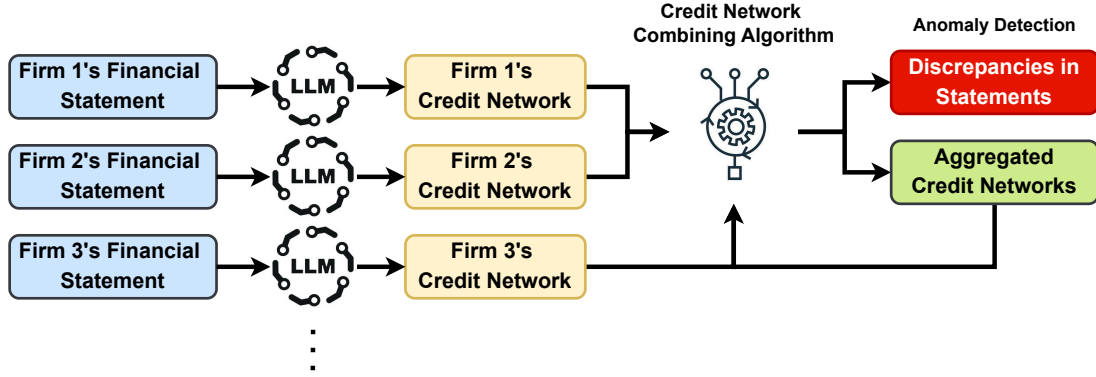 Credit Network
Combining Algorithm
Anomaly Detection
Firm 1's Financial
Statement
LLM
Firm 1's
Credit Network
Discrepancies in
Statements
Firm 2's Financial
Statement
LLM
Firm 2's
Credit Network
Aggregated
Credit Networks
Firm 3's Financial
Statement
LLM
Firm 3's
Credit Network